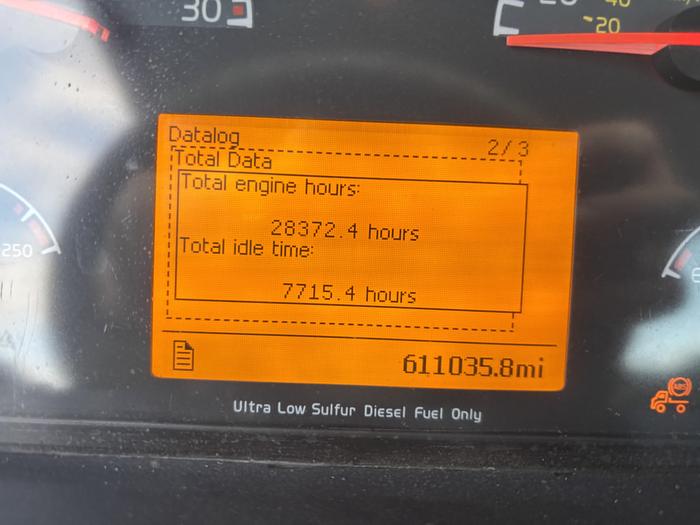 30
40
-20
Datalog 2/3
Total Data
Total engine hours:
28372.4 hours
Total idle time:
7715.4 hours
250
611035.8mi
Ultra Low Sulfur Diesel Fuel Only
ABS